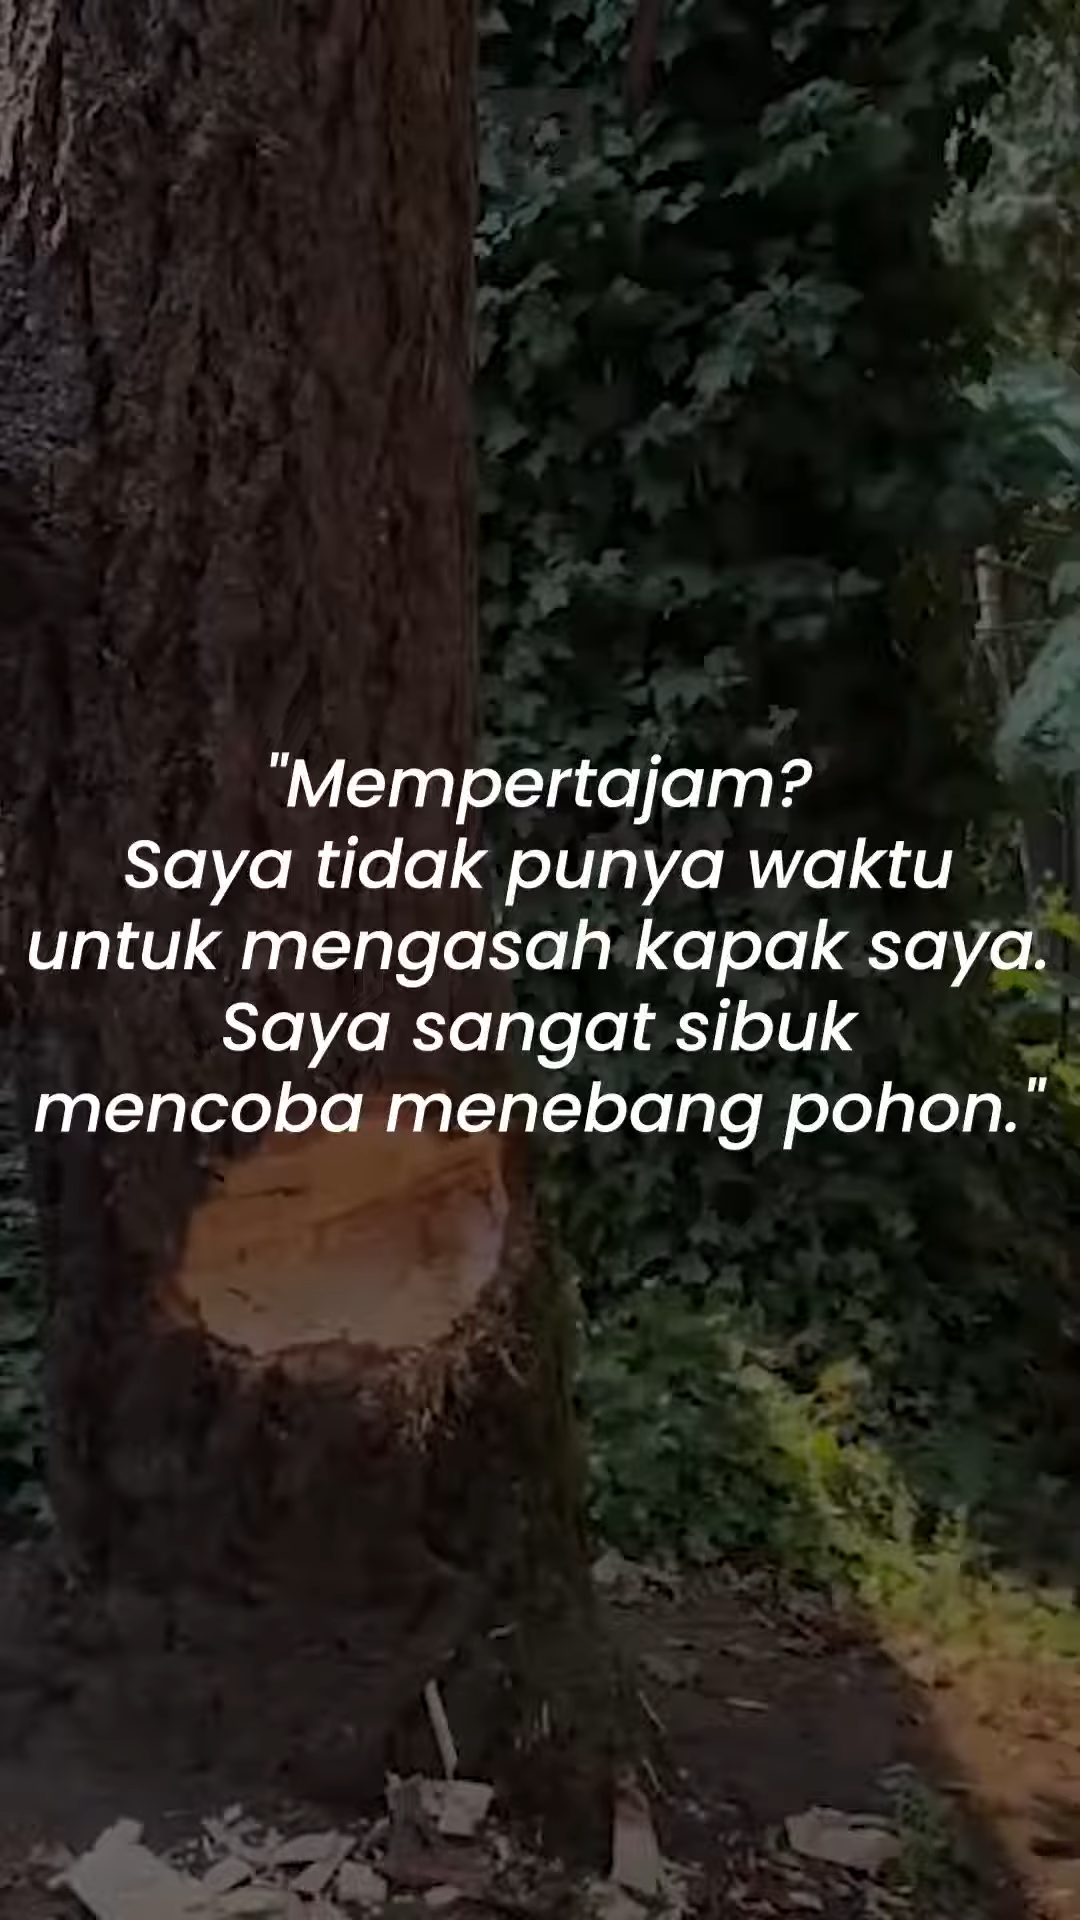 "Mempertajam?
Saya tidak punya waktu
untuk mengasah kapak saya.
Saya sangat sibuk
mencoba menebang pohon."